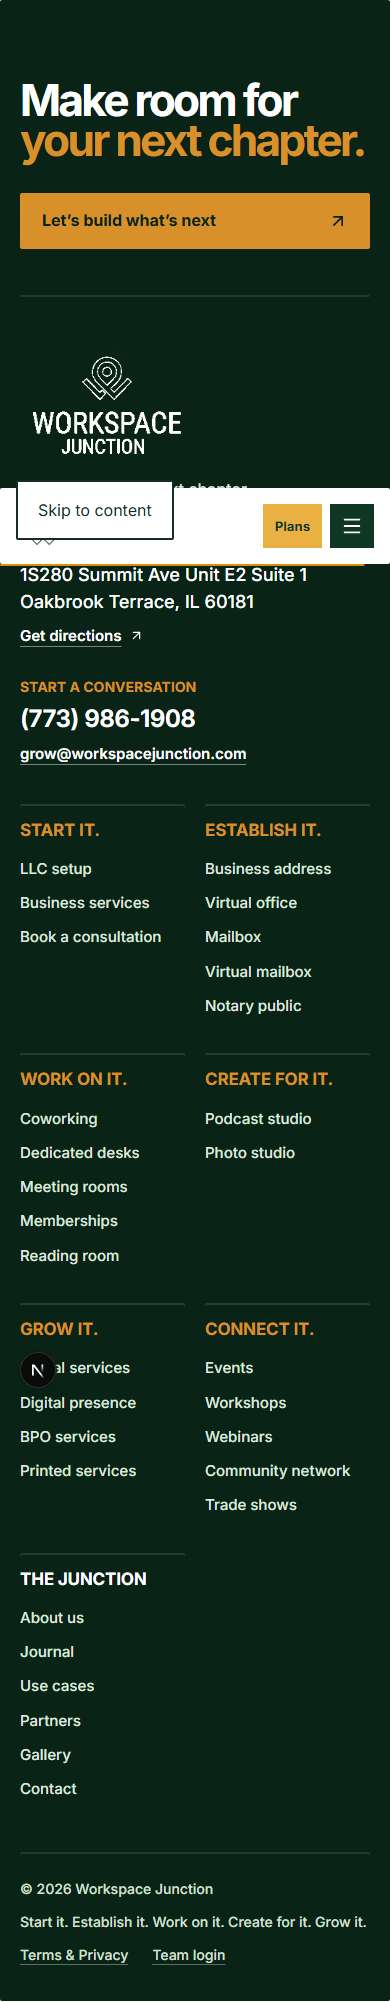 Make room for
your next chapter.
Let's build what's next
WORKSPACE
JUNCTION
chapter
Skip to content
Plans
1S280 Summit Ave Unit E2 Suite 1
Oakbrook Terrace, IL 60181
Get directions
START A CONVERSATION
(773) 986-1908
grow@workspacejunction.com
START IT.
LLC setup
Business services
Book a consultation
ESTABLISH IT.
Business address
Virtual office
Mailbox
Virtual mailbox
Notary public
WORK ON IT.
Coworking
Dedicated desks
Meeting rooms
Memberships
Reading room
CREATE FOR IT.
Podcast studio
Photo studio
GROW IT.
N
services
Digital presence
BPO services
Printed services
CONNECT IT.
Events
Workshops
Webinars
Community network
Trade shows
THE JUNCTION
About us
Journal
Use cases
Partners
Gallery
Contact
© 2026 Workspace Junction
Start it. Establish it. Work on it. Create for it. Grow it.
Terms & Privacy Team login